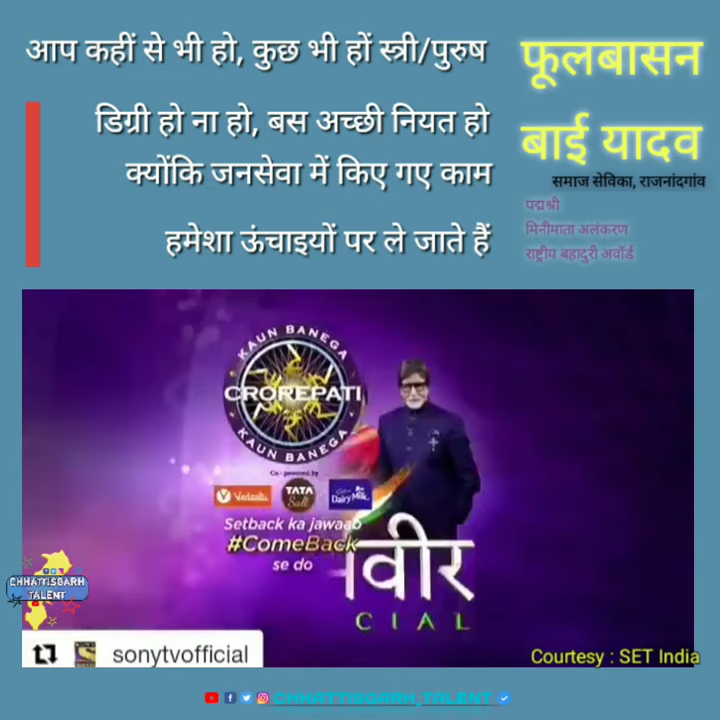 आप कहीं से भी हो, कुछ भी हों स्त्री/पुरुष
डिग्री हो ना हो, बस अच्छी नियत हो
क्योंकि जनसेवा में किए गए काम
हमेशा ऊंचाइयों पर ले जाते हैं
फूलबासन
बाई यादव
समाज सेविका, राजनांदगांव
पद्मश्री
मिनीमाता अलंकरण
राष्ट्रीय बहादुरी अवॉर्ड
KAUN BANEGA
CROREPATI
KAUN BANEGA
Co - powered by
Vedantu
TATA
Salt
Dairy Milk
Setback ka jawaab
#ComeBack
se do
वीर
CIAL
CHHATTISGARH
TALENT
sonytvofficial
Courtesy : SET India
CHHATTISGARH_TALENT